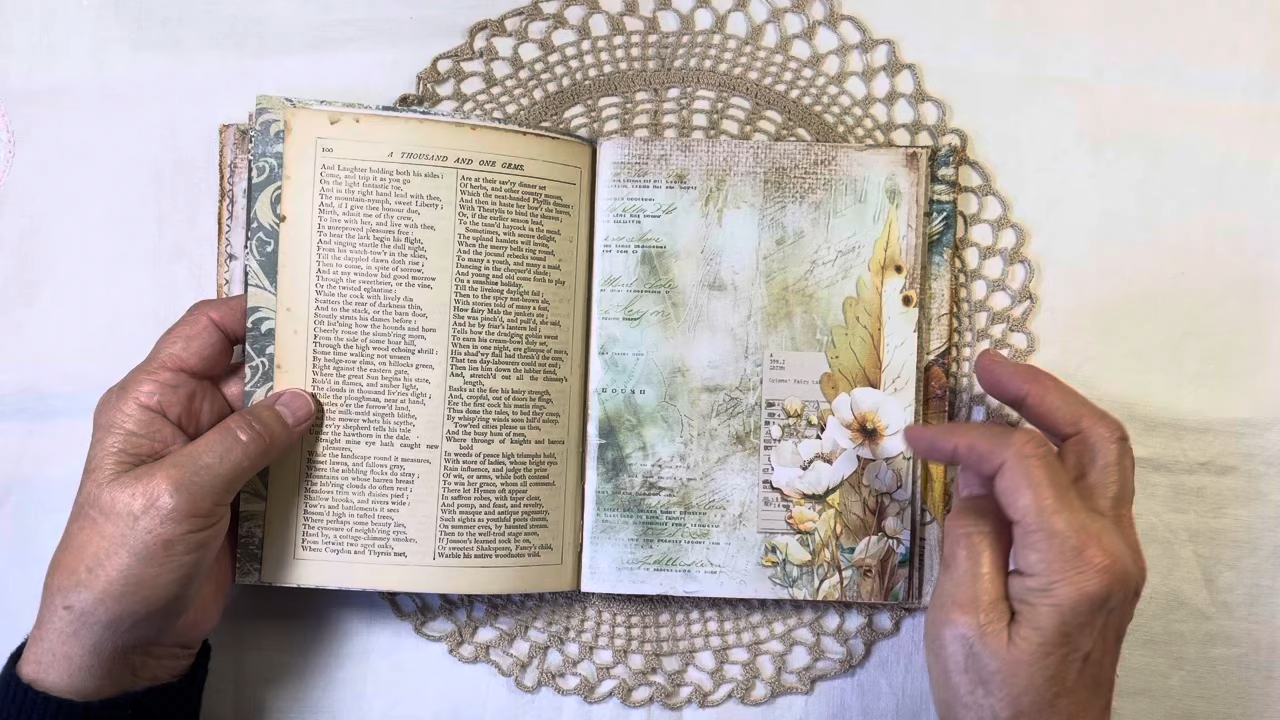 100
A THOUSAND AND ONE GEMS.
And Laughter holding both his sides;
Come, and trip it as you go
On the light fantastic toe,
And in thy right hand lead with thee,
The mountain-nymph, sweet Liberty;
And, if I give thee honour due,
Mirth, admit me of thy crew,
To live with her, and live with thee,
In unreproved pleasures free:
To hear the lark begin his flight,
And singing startle the dull night,
From his watch-tow'r in the skies,
Till the dappled dawn doth rise;
Then to come, in spite of sorrow,
And at my window bid good morrow
Through the sweetbrier, or the vine,
Or the twisted eglantine:
While the cock with lively din
Scatters the rear of darkness thin,
And to the stack, or the barn door,
Stoutly struts his dames before:
Oft list'ning how the hounds and horn
Cheerly rouse the slumb'ring morn,
From the side of some hoar hill,
Through the high wood echoing shrill:
Some time walking not unseen
By hedge-row elms, on hillocks green,
Right against the eastern gate,
Where the great Sun begins his state,
Rob'd in flames, and amber light,
The clouds in thousand liv'ries dight;
While the ploughman, near at hand,
o'er the furrow'd land,
the milk-maid singeth blithe,
the mower whets his scythe,
And ev'ry shepherd tells his tale
Under the hawthorn in the dale.
Straight mine eye hath caught new
pleasures,
While the landscape round it measures,
Russet lawns, and fallows gray,
Where the nibbling flocks do stray;
Mountains on whose barren breast
The lab'ring clouds do often rest;
Meadows trim with daisies pied;
Shallow brooks, and rivers wide:
Tow'rs and battlements it sees
Bosom'd high in tufted trees,
Where perhaps some beauty lies,
The cynosure of neighb'ring eyes.
Hard by, a cottage-chimney smokes,
From betwixt two aged oaks,
Where Corydon and Thyrsis met,
Are at their sav'ry dinner set
Of herbs, and other country messes,
Which the neat-handed Phyllis dresses:
And then in haste her bow'r she leaves,
With Thestylis to bind the sheaves;
Or, if the earlier season lead,
To the tann'd haycock in the mead.
Sometimes, with secure delight,
The upland hamlets will invite,
When the merry bells ring round,
And the jocund rebecks sound
To many a youth, and many a maid,
Dancing in the chequer'd shade;
And young and old come forth to play
On a sunshine holiday,
Till the livelong daylight fail;
Then to the spicy nut-brown ale,
With stories told of many a feat,
How fairy Mab the junkets ate;
She was pinch'd, and pull'd, she said,
And he by friar's lantern led;
Tells how the drudging goblin sweat
To earn his cream-bowl duly set,
When in one night, ere glimpse of morn,
His shad'wy flail had thresh'd the corn,
That ten day-labourers could not end;
Then lies him down the lubber fiend,
And, stretch'd out all the chimney's
length,
Basks at the fire his hairy strength,
And, cropful, out of doors he flings,
Ere the first cock his matin rings.
Thus done the tales, to bed they creep,
By whisp'ring winds soon lull'd asleep.
Tow'red cities please us then,
And the busy hum of men,
Where throngs of knights and barons
bold
In weeds of peace high triumphs hold,
With store of ladies, whose bright eyes
Rain influence, and judge the prize
Of wit, or arms, while both contend
To win her grace, whom all commend.
There let Hymen oft appear
In saffron robes, with taper clear,
And pomp, and feast, and revelry,
With masque and antique pageantry,
Such sights as youthful poets dream,
On summer eves, by haunted stream.
Then to the well-trod stage anon,
If Jonson's learned sock be on,
Or sweetest Shakspeare, Fancy's child,
Warble his native woodnotes wild.
398.2
GRIMM
Grimms' Fairy